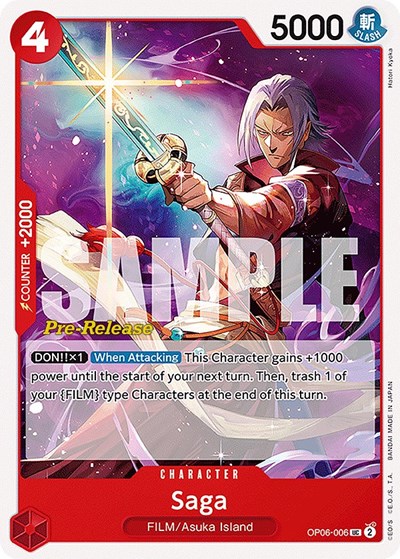 4
5000
斬
SLASH
Hatori Kyoka
⚡COUNTER +2000
SAMPLE
Pre-Release
DON!!×1 When Attacking This Character gains +1000
power until the start of your next turn. Then, trash 1 of
your {FILM} type Characters at the end of this turn.
CHARACTER
Saga
FILM/Asuka Island
OP06-006 UC 2
©E.O/S ©E.O./S., T.A. BANDAI MADE IN JAPAN